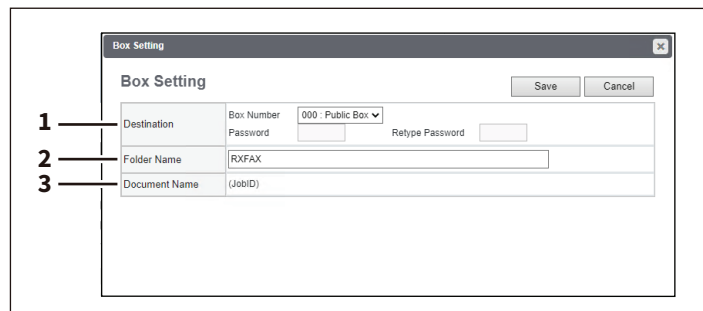 Box Setting
Box Setting
Save Cancel
1 Destination Box Number 000 : Public Box
Password Retype Password
2 Folder Name RXFAX
3 Document Name (JobID)